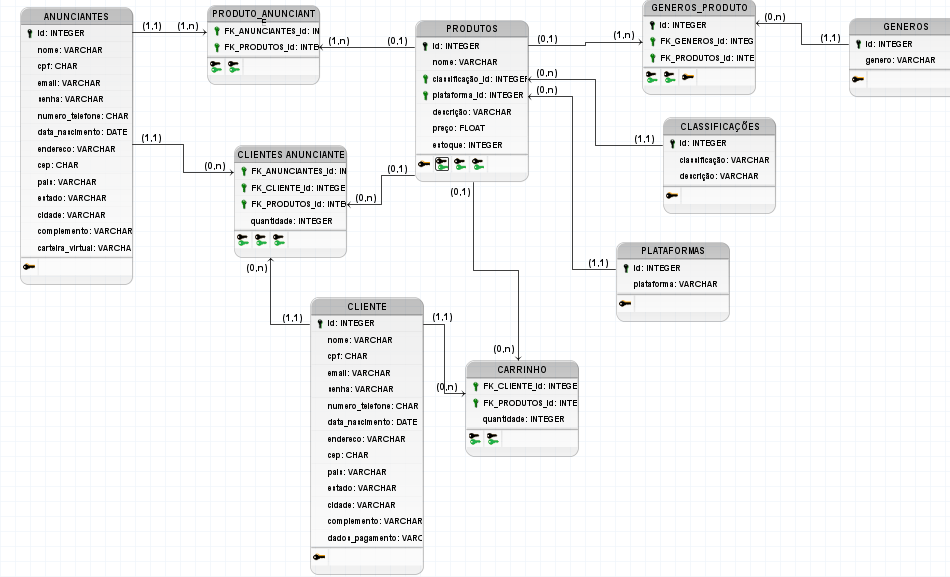 ANUNCIANTES
id: INTEGER
nome: VARCHAR
cpf: CHAR
email: VARCHAR
senha: VARCHAR
numero_telefone: CHAR
data_nascimento: DATE
endereco: VARCHAR
cep: CHAR
pais: VARCHAR
estado: VARCHAR
cidade: VARCHAR
complemento: VARCHAR
carteira_virtual: VARCHA
(1,1)
(1,n)
PRODUTO_ANUNCIANT
E
FK_ANUNCIANTES_id: IN
FK_PRODUTOS_id: INTE
(1,n)
(0,1)
PRODUTOS
id: INTEGER
nome: VARCHAR
classificação_id: INTEGER
plataforma_id: INTEGER
descrição: VARCHAR
preço: FLOAT
estoque: INTEGER
(0,1)
(1,n)
GENEROS_PRODUTO
id: INTEGER
FK_GENEROS_id: INTEG
FK_PRODUTOS_id: INTE
(0,n)
(1,1)
GENEROS
id: INTEGER
genero: VARCHAR
(0,n)
(1,1)
CLASSIFICAÇÕES
id: INTEGER
classificação: VARCHAR
descrição: VARCHAR
(0,n)
(1,1)
PLATAFORMAS
id: INTEGER
plataforma: VARCHAR
(1,1)
(0,n)
CLIENTES ANUNCIANTE
FK_ANUNCIANTES_id: IN
FK_CLIENTE_id: INTEGE
FK_PRODUTOS_id: INTE
quantidade: INTEGER
(0,1)
(0,n)
(0,1)
(0,n)
(0,n)
(1,1)
CLIENTE
id: INTEGER
nome: VARCHAR
cpf: CHAR
email: VARCHAR
senha: VARCHAR
numero_telefone: CHAR
data_nascimento: DATE
endereco: VARCHAR
cep: CHAR
pais: VARCHAR
estado: VARCHAR
cidade: VARCHAR
complemento: VARCHAR
dados_pagamento: VARC
(1,1)
(0,n)
CARRINHO
FK_CLIENTE_id: INTEGE
FK_PRODUTOS_id: INTE
quantidade: INTEGER